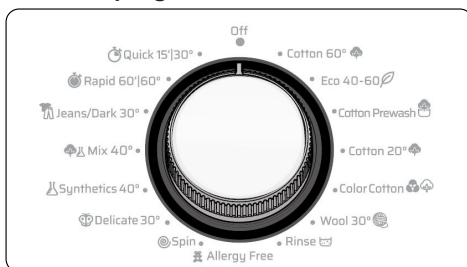 Off
Cotton 60°
Eco 40-60
Cotton Prewash
Cotton 20°
Color Cotton
Wool 30°
Rinse
Allergy Free
Spin
Delicate 30°
Synthetics 40°
Mix 40°
Jeans/Dark 30°
Rapid 60'|60°
Quick 15'|30°